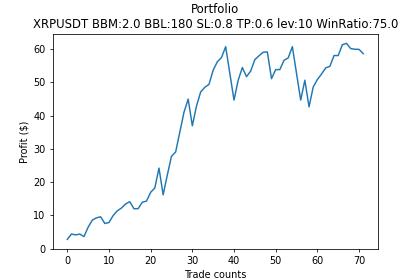 Portfolio
XRPUSDT BBM:2.0 BBL:180 SL:0.8 TP:0.6 lev:10 WinRatio:75.0
60
50
40
30
20
10
0
Profit ($)
0 10 20 30 40 50 60 70
Trade counts